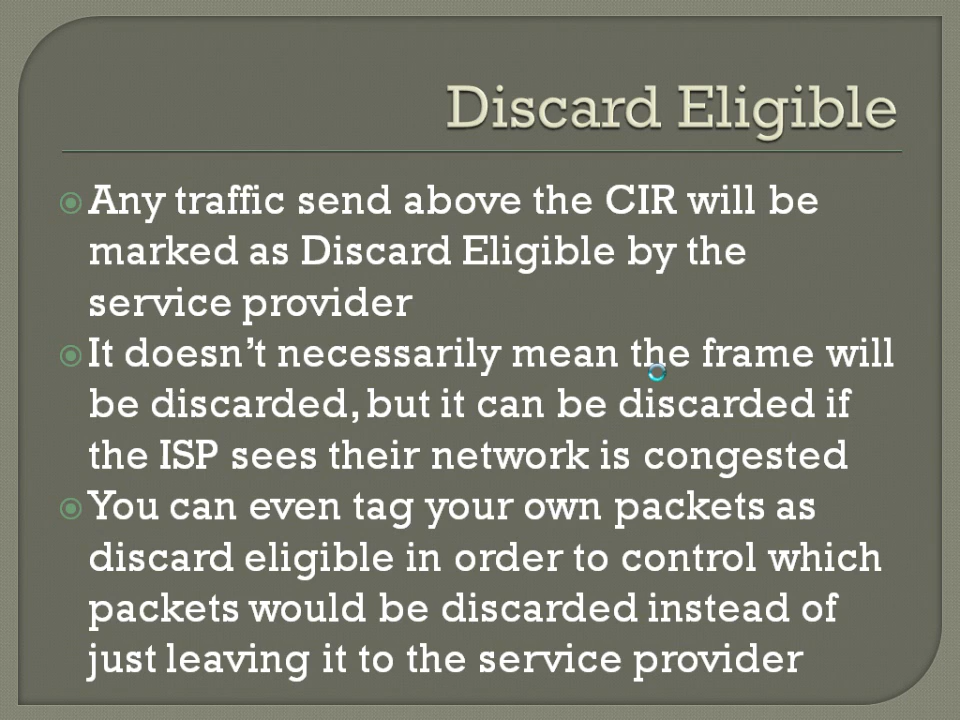 Discard Eligible
Any traffic send above the CIR will be
marked as Discard Eligible by the
service provider
It doesn’t necessarily mean the frame will
be discarded, but it can be discarded if
the ISP sees their network is congested
You can even tag your own packets as
discard eligible in order to control which
packets would be discarded instead of
just leaving it to the service provider